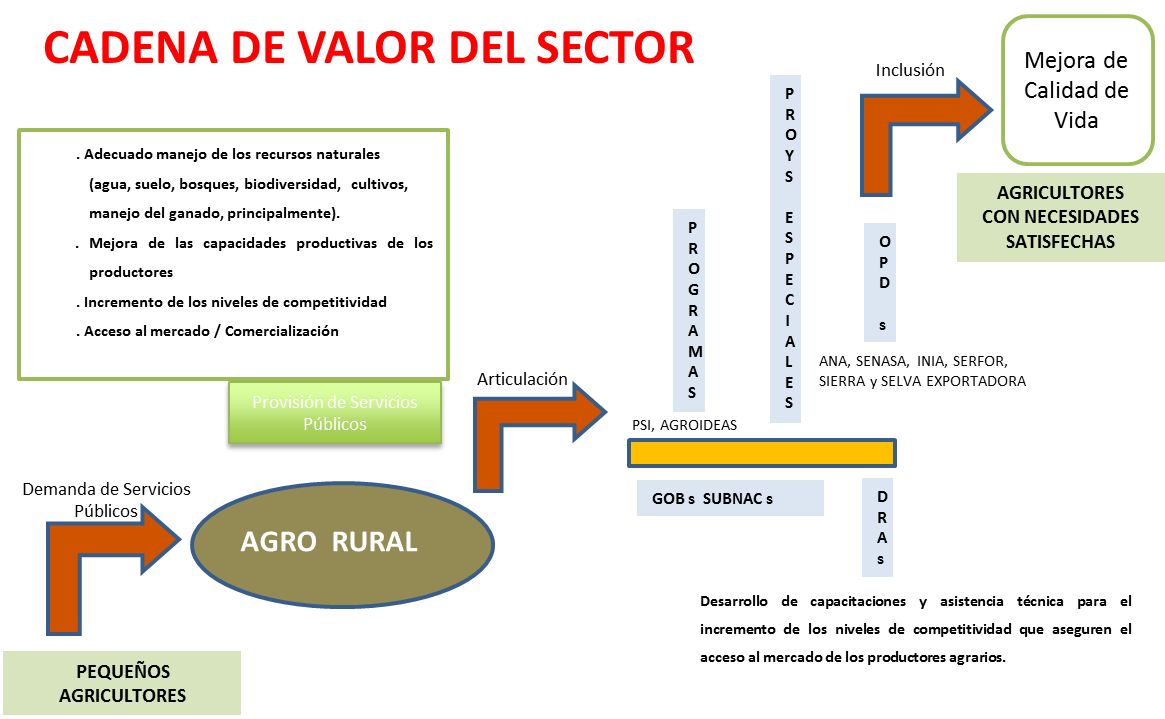 CADENA DE VALOR DEL SECTOR
. Adecuado manejo de los recursos naturales
(agua, suelo, bosques, biodiversidad, cultivos,
manejo del ganado, principalmente).
. Mejora de las capacidades productivas de los
productores
. Incremento de los niveles de competitividad
. Acceso al mercado / Comercialización
Provisión de Servicios
Públicos
Demanda de Servicios
Públicos
AGRO RURAL
PEQUEÑOS
AGRICULTORES
Articulación
PROGRAMAS
PSI, AGROIDEAS
PROYS ESPECIALES
OPD s
ANA, SENASA, INIA, SERFOR,
SIERRA y SELVA EXPORTADORA
GOB s SUBNAC s
DRAs
Desarrollo de capacitaciones y asistencia técnica para el
incremento de los niveles de competitividad que aseguren el
acceso al mercado de los productores agrarios.
Inclusión
Mejora de
Calidad de
Vida
AGRICULTORES
CON NECESIDADES
SATISFECHAS